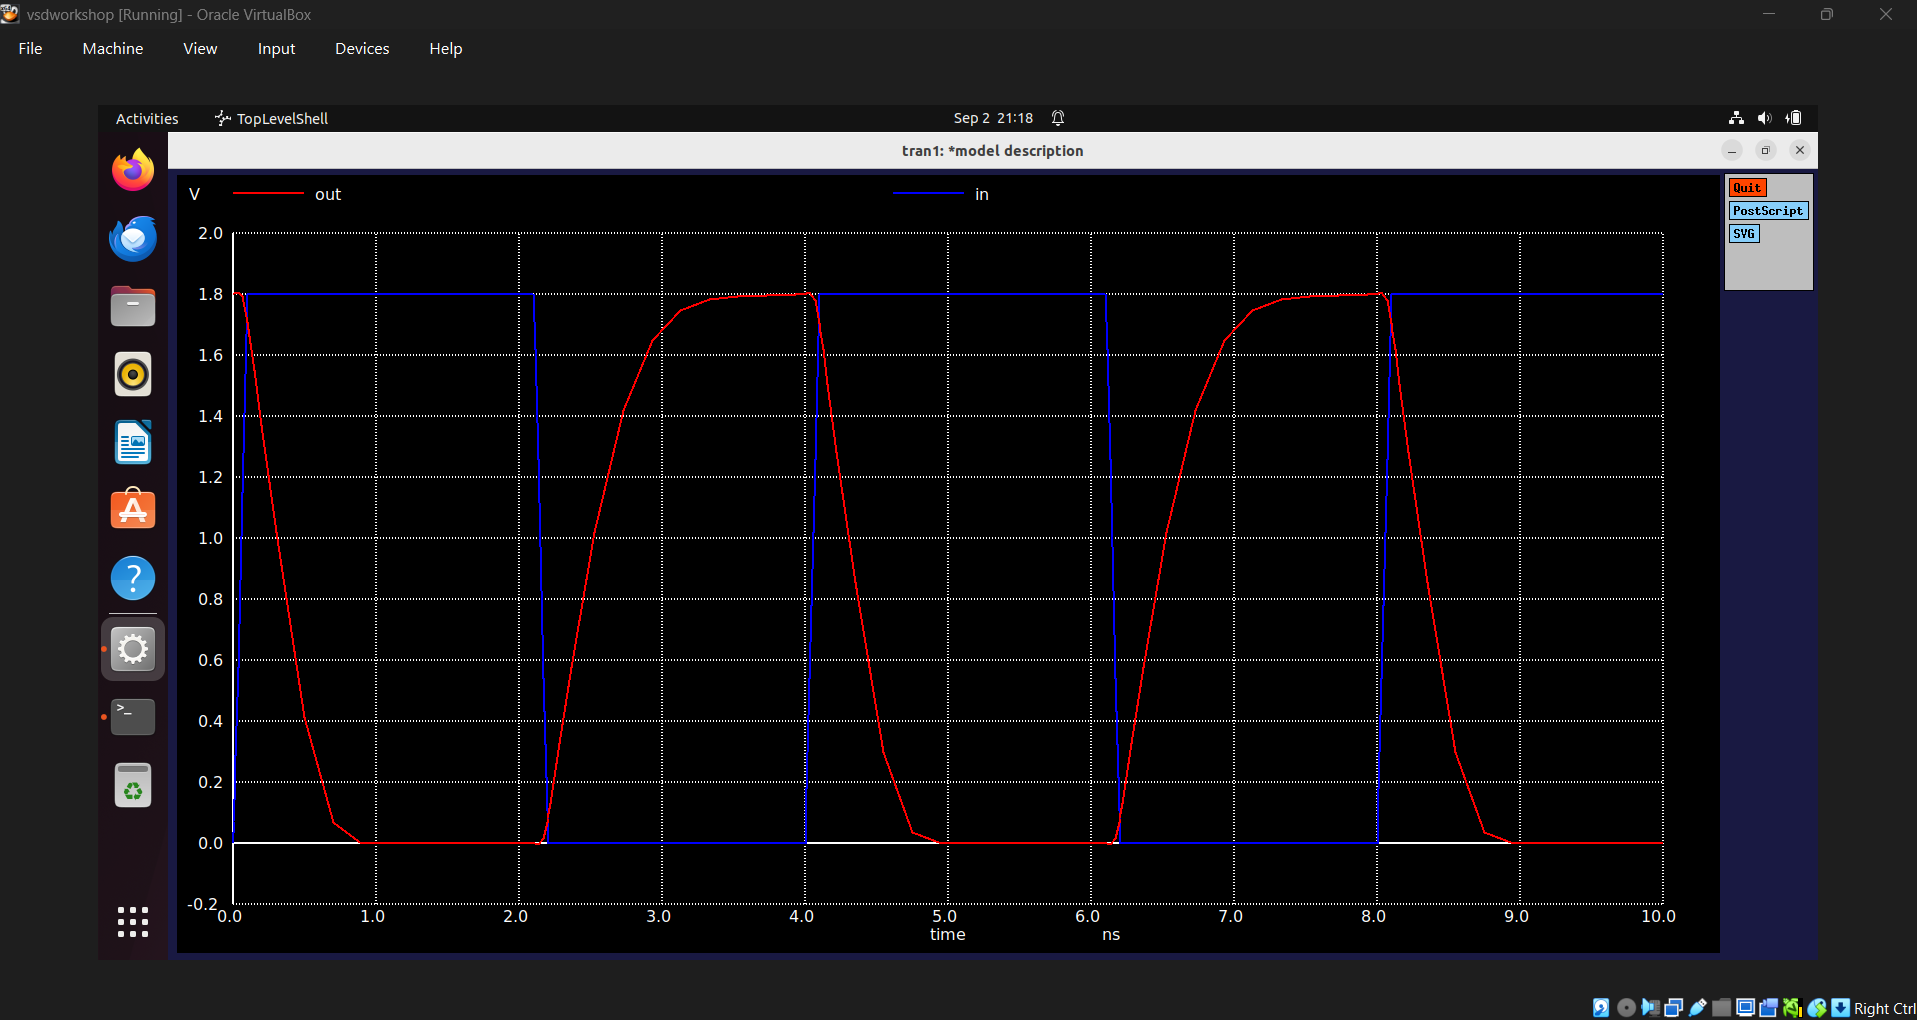 vsdworkshop [Running] - Oracle VirtualBox
File Machine View Input Devices Help
Activities TopLevelShell Sep 2 21:18
tran1: *model description
V out in
Quit
PostScript
SVG
2.0
1.8
1.6
1.4
1.2
1.0
0.8
0.6
0.4
0.2
0.0
-0.2
0.0 1.0 2.0 3.0 4.0 5.0 6.0 7.0 8.0 9.0 10.0
time ns
Right Ctrl